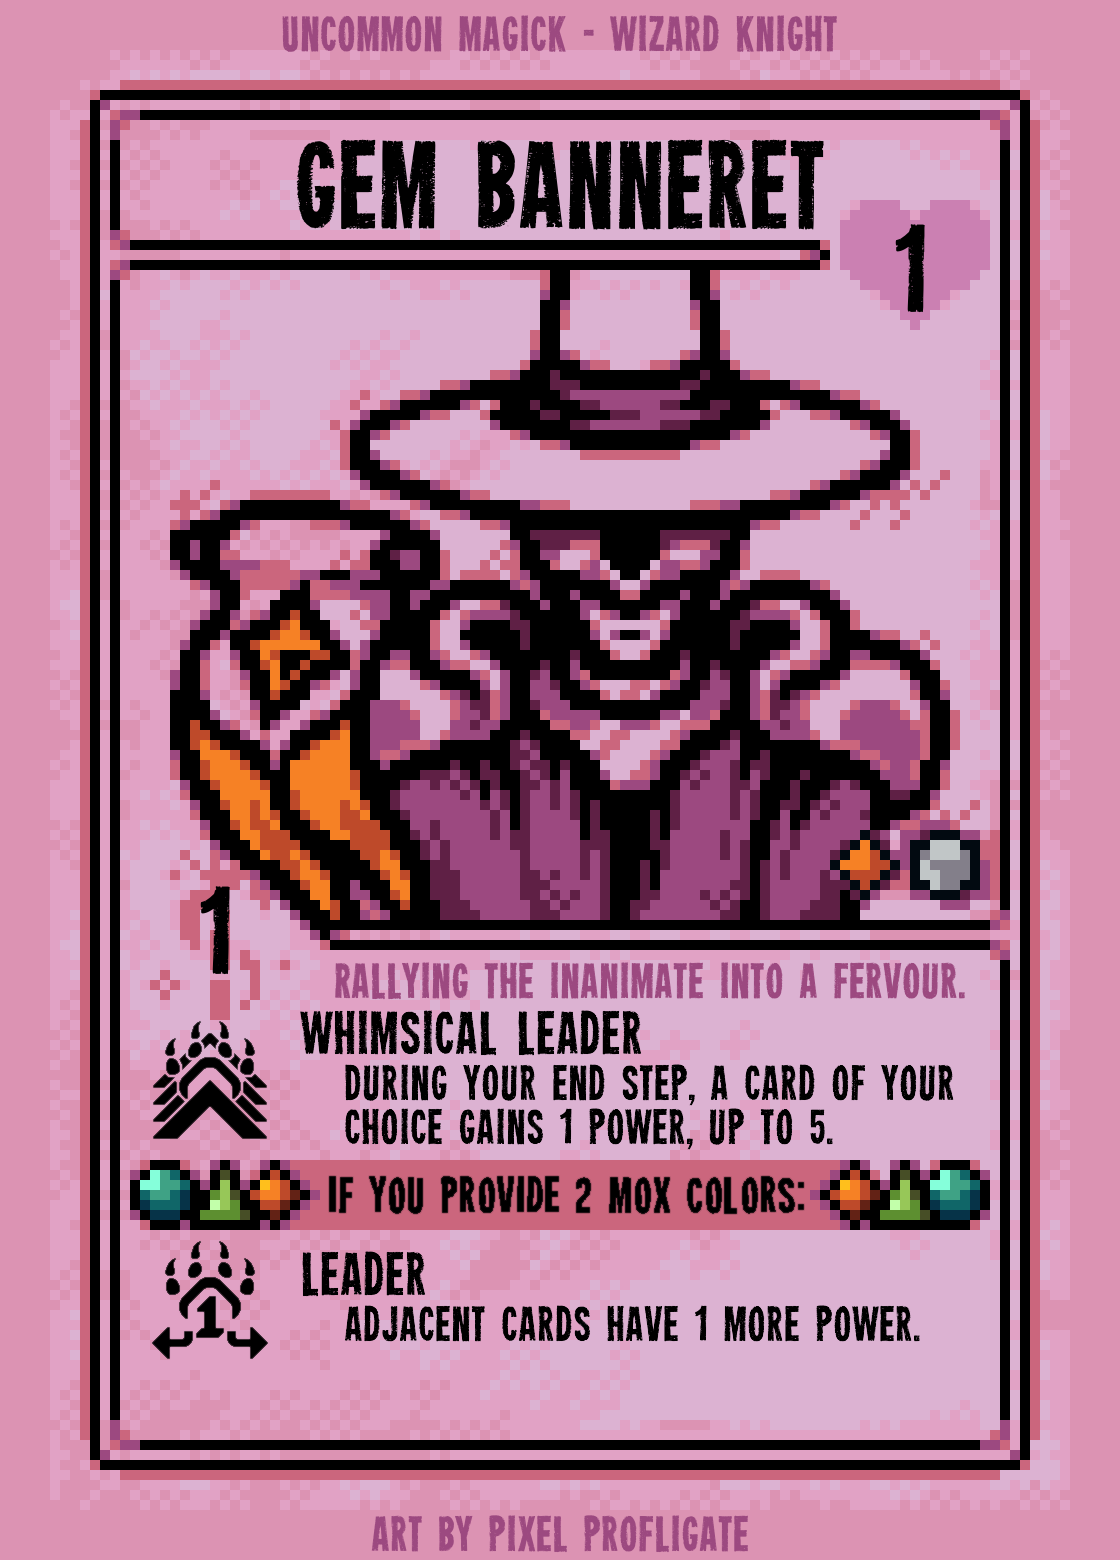 UNCOMMON MAGICK - WIZARD KNIGHT
GEM BANNERET
1
1
RALLYING THE INANIMATE INTO A FERVOUR.
WHIMSICAL LEADER
DURING YOUR END STEP, A CARD OF YOUR
CHOICE GAINS 1 POWER, UP TO 5.
IF YOU PROVIDE 2 MOX COLORS:
LEADER
1
ADJACENT CARDS HAVE 1 MORE POWER.
ART BY PIXEL PROFLIGATE